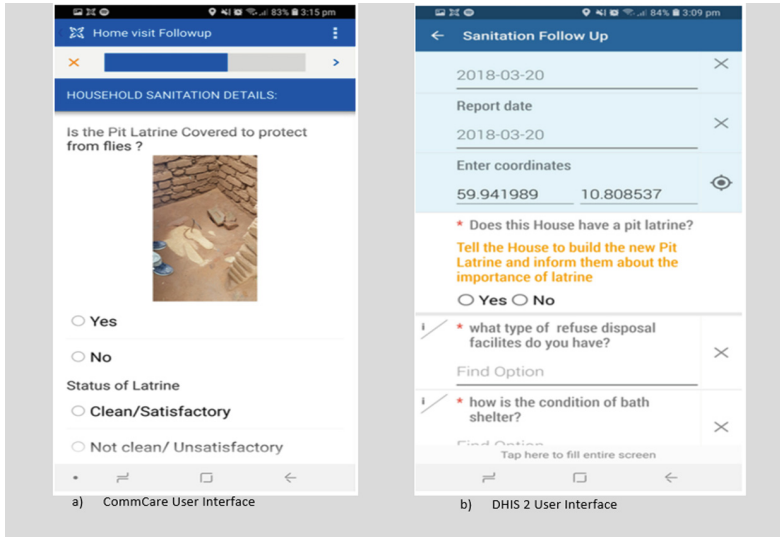 83% 3:15 pm
Home visit Followup
HOUSEHOLD SANITATION DETAILS:
Is the Pit Latrine Covered to protect
from flies ?
Yes
No
Status of Latrine
Clean/Satisfactory
Not clean/ Unsatisfactory
a) CommCare User Interface
84% 3:09 pm
Sanitation Follow Up
2018-03-20
Report date
2018-03-20
Enter coordinates
59.941989 10.808537
* Does this House have a pit latrine?
Tell the House to build the new Pit
Latrine and inform them about the
importance of latrine
Yes No
* what type of refuse disposal
facilites do you have?
Find Option
* how is the condition of bath
shelter?
Find Option
Tap here to fill entire screen
b) DHIS 2 User Interface